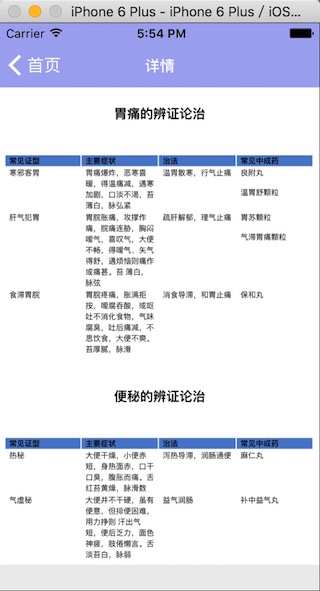 iPhone 6 Plus - iPhone 6 Plus / iOS...
Carrier 5:54 PM
首页 详情
胃痛的辨证论治
常见证型 主要症状 治法 常见中成药
寒邪客胃 胃痛爆炸，恶寒喜 温胃散寒，行气止痛 良附丸
暖，得温痛减，遇寒
加剧，口淡不渴，苔 温胃舒颗粒
薄白，脉弘紧
肝气犯胃 胃脘胀痛，攻撑作 疏肝解郁，理气止痛 胃苏颗粒
痛，脘痛连胁，胸闷
嗳气，喜叹气，大便 气滞胃痛颗粒
不畅，得嗳气、矢气
得舒，遇烦恼则痛作
或痛甚。苔 薄白，
脉弦
食滞胃脘 胃脘疼痛，胀满拒 消食导滞，和胃止痛 保和丸
按，嗳腐吞酸，或呕
吐不消化食物，气味
腐臭，吐后痛减，不
思饮食，大便不爽。
苔厚腻，脉滑
便秘的辨证论治
常见证型 主要症状 治法 常见中成药
热秘 大便干燥，小便赤 泻热导滞，润肠通便 麻仁丸
短，身热面赤，口干
口臭，腹胀而痛。舌
红苔黄燥，脉滑数
气虚秘 大便并不干硬，虽有 益气润肠 补中益气丸
便意，但排便困难，
用力挣则 汗出气
短，便后乏力，面色
神疲，肢倦懒言。舌
淡苔白，脉弱